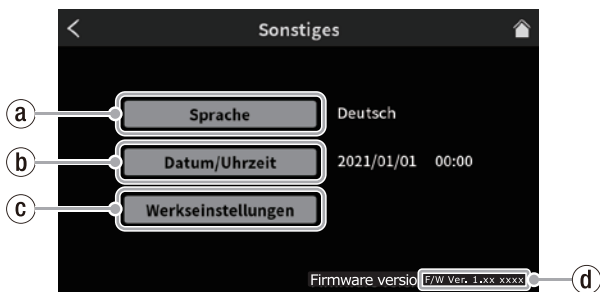 Sonstiges
a Sprache Deutsch
b Datum/Uhrzeit 2021/01/01 00:00
c Werkseinstellungen
Firmware versio F/W Ver. 1.xx xxxx d